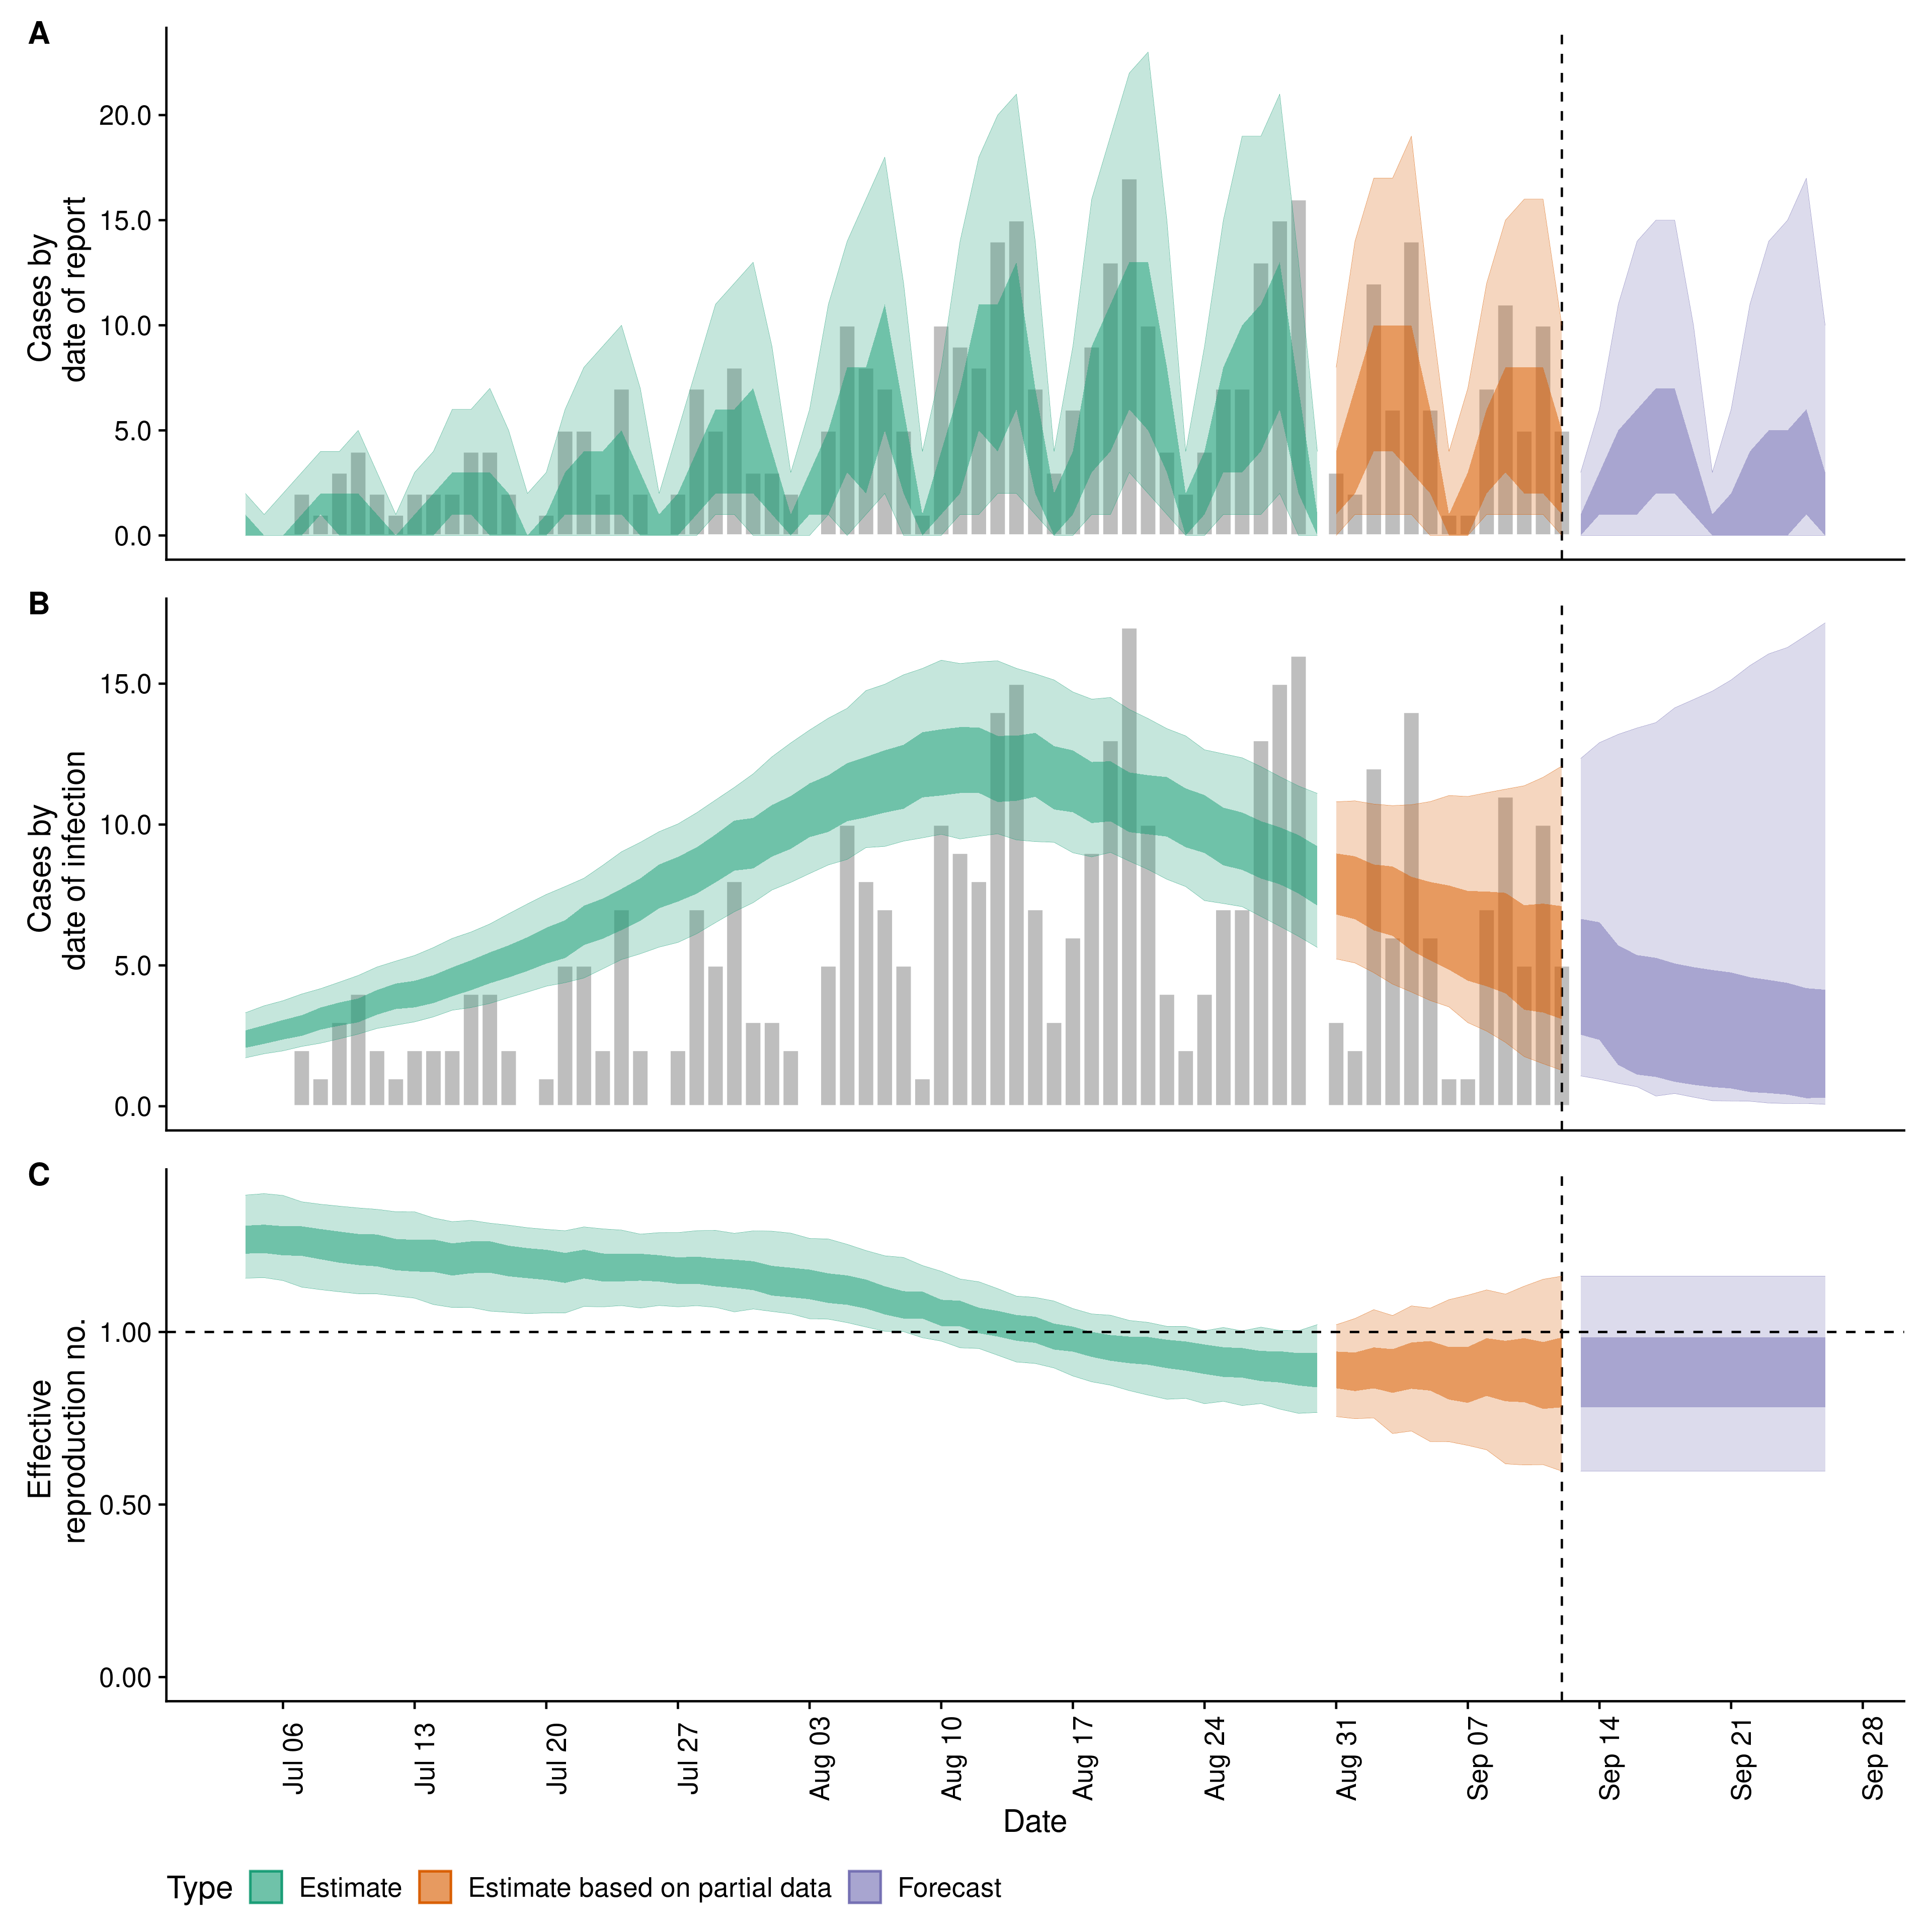 A
Cases by
date of report
20.0
15.0
10.0
5.0
0.0
B
Cases by
date of infection
15.0
10.0
5.0
0.0
C
Effective
reproduction no.
1.00
0.50
0.00
Jul 06
Jul 13
Jul 20
Jul 27
Aug 03
Aug 10
Aug 17
Aug 24
Aug 31
Sep 07
Sep 14
Sep 21
Sep 28
Date
Type Estimate Estimate based on partial data Forecast